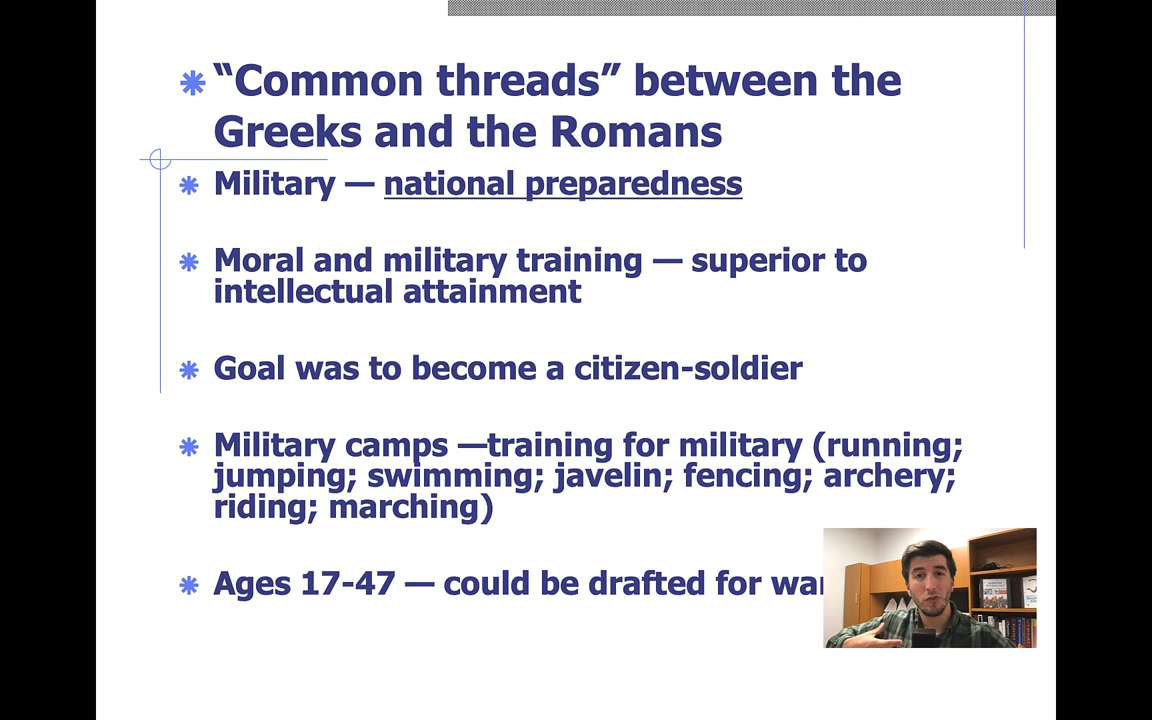 “Common threads” between the
Greeks and the Romans
Military — national preparedness
Moral and military training — superior to
intellectual attainment
Goal was to become a citizen-soldier
Military camps —training for military (running;
jumping; swimming; javelin; fencing; archery;
riding; marching)
Ages 17-47 — could be drafted for war